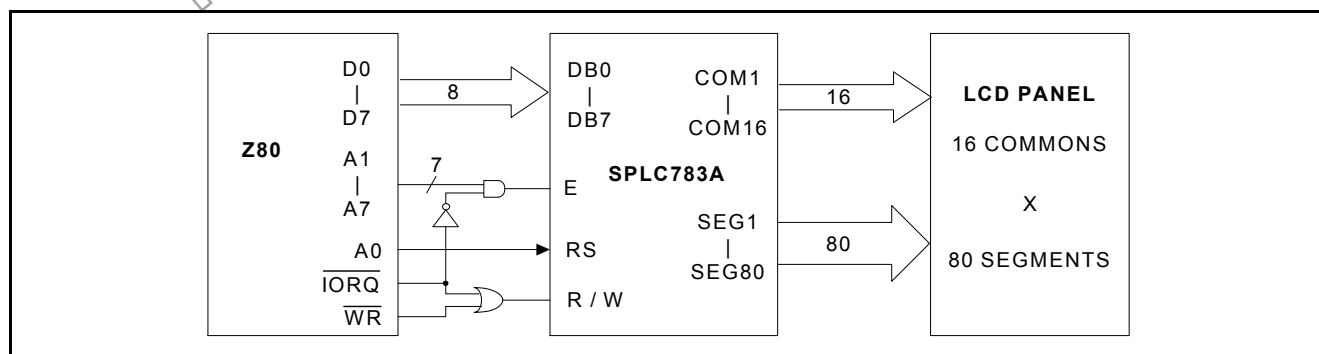 Z80
D0
|
D7
A1
|
A7
A0
IORQ
WR
8
7
DB0
|
DB7
SPLC783A
E
RS
R / W
COM1
|
COM16
SEG1
|
SEG80
16
80
LCD PANEL
16 COMMONS
X
80 SEGMENTS